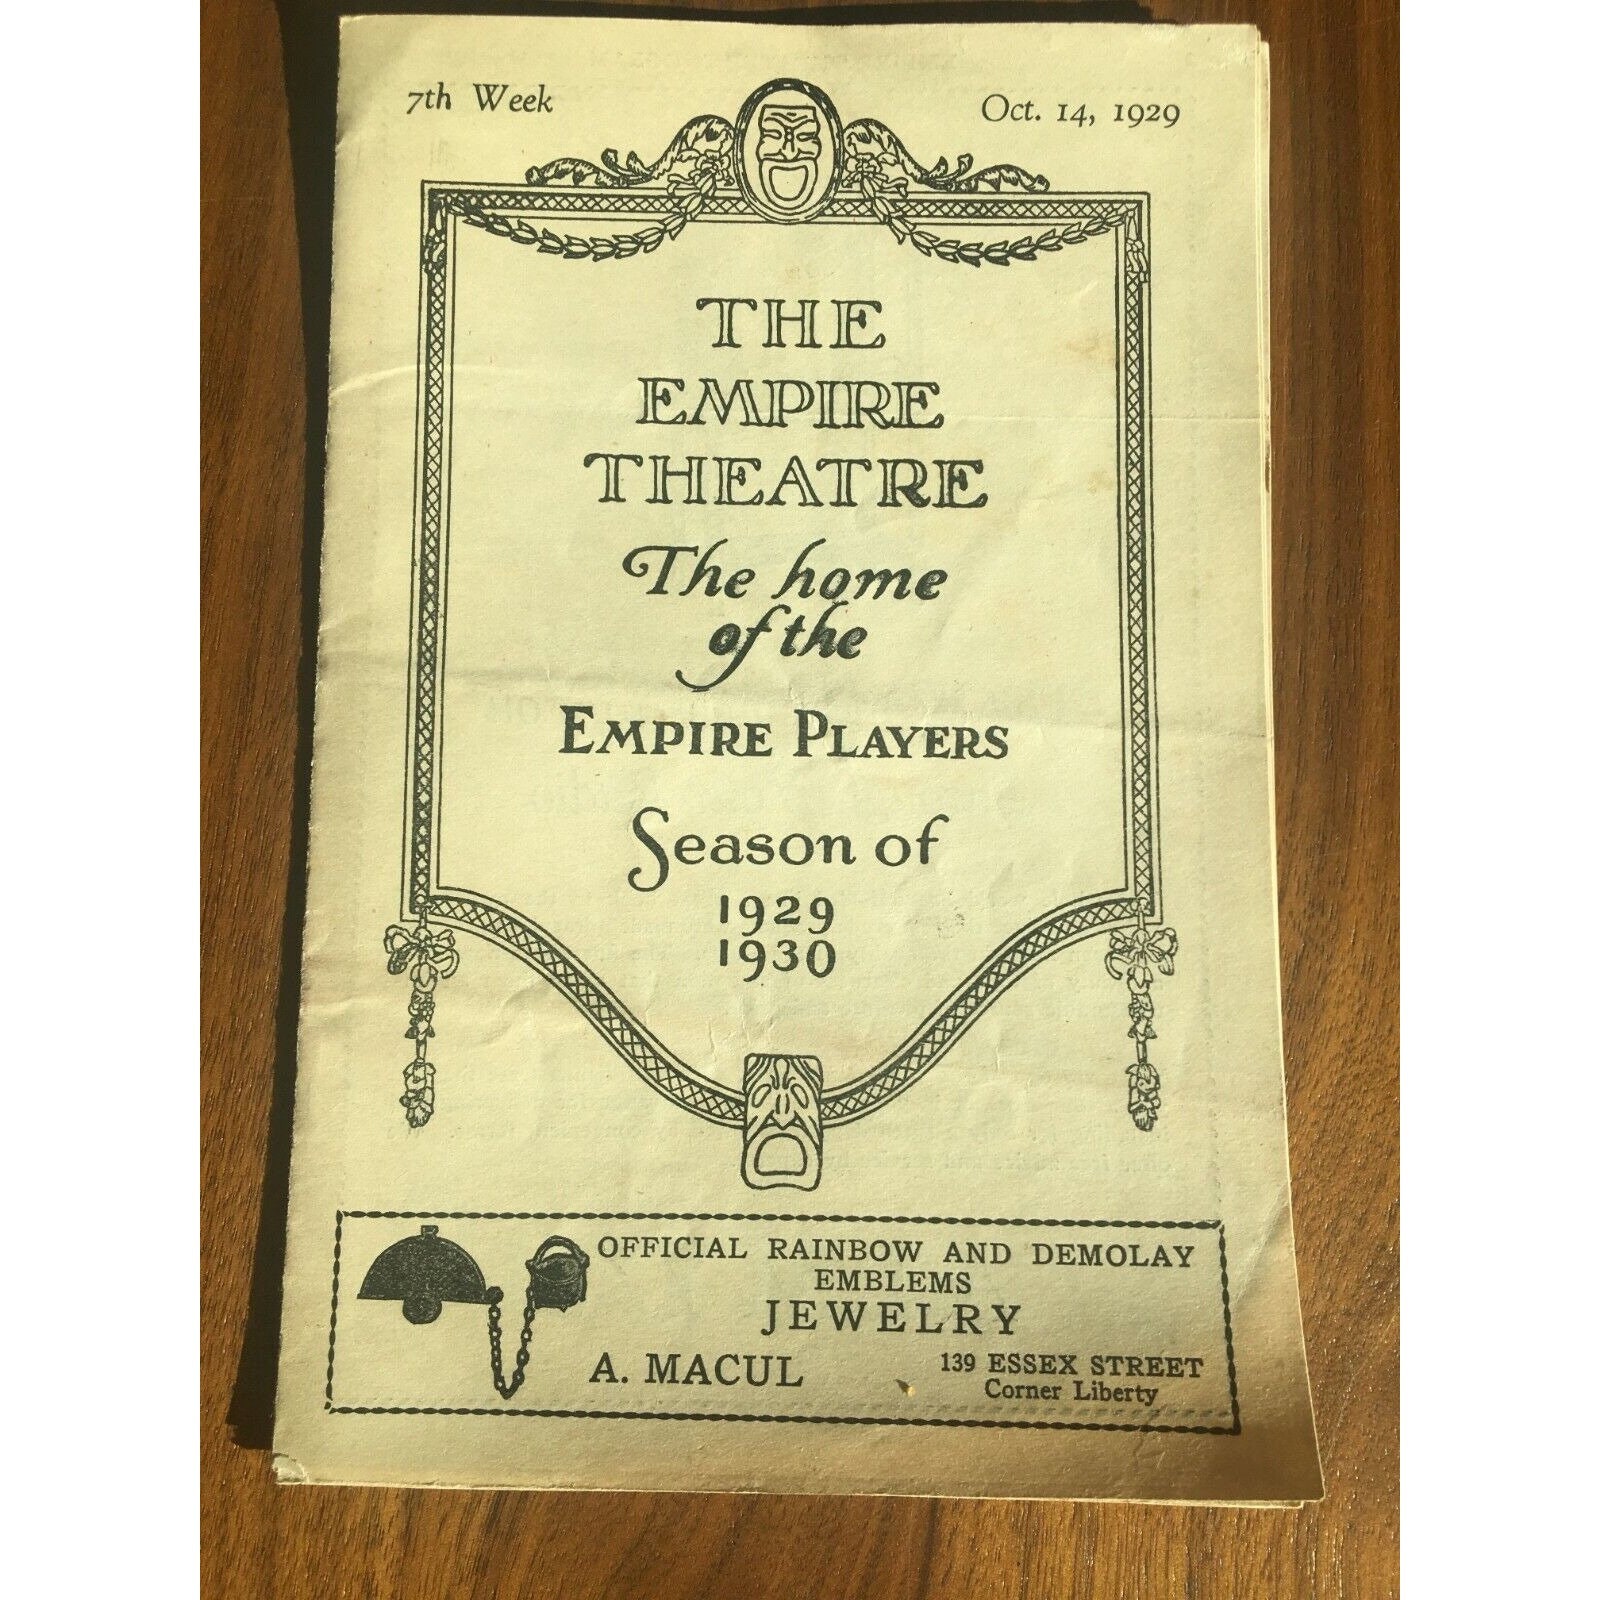 7th Week
Oct. 14, 1929
THE
EMPIRE
THEATRE
The home
of the
EMPIRE PLAYERS
Season of
1929
1930
OFFICIAL RAINBOW AND DEMOLAY
EMBLEMS
JEWELRY
A. MACUL
139 ESSEX STREET
Corner Liberty